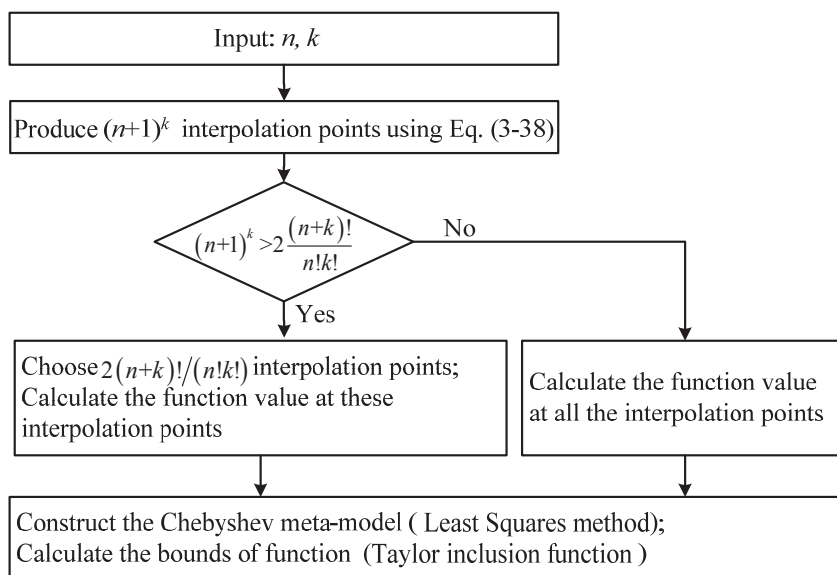 Input: n, k
Produce (n+1)^k interpolation points using Eq. (3-38)
(n+1)^k >2 (n+k)!/n!k!
No
Yes
Choose 2(n+k)!/(n!k!) interpolation points;
Calculate the function value at these
interpolation points
Calculate the function value
at all the interpolation points
Construct the Chebyshev meta-model ( Least Squares method);
Calculate the bounds of function (Taylor inclusion function )